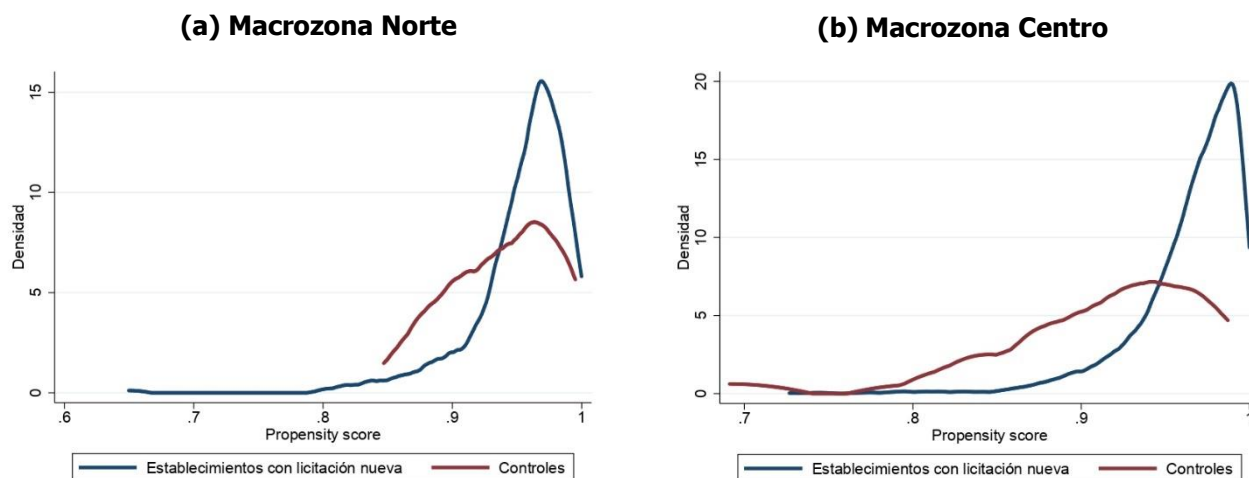 (a) Macrozona Norte
15
10
5
0
Densidad
.6
.7
.8
.9
1
Propensity score
Establecimientos con licitación nueva
Controles
(b) Macrozona Centro
20
15
10
5
0
Densidad
.7
.8
.9
1
Propensity score
Establecimientos con licitación nueva
Controles